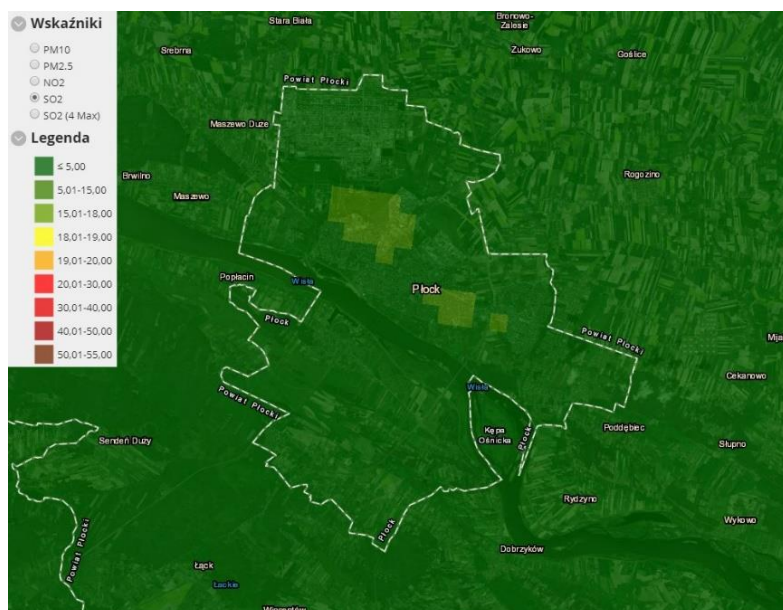 Wskaźniki
PM10
PM2.5
NO2
SO2
SO2 (4 Max)
Legenda
≤ 5,00
5,01-15,00
15,01-18,00
18,01-19,00
19,01-20,00
20,01-30,00
30,01-40,00
40,01-50,00
50,01-55,00
Stara Biała
Bronowo-
Zalesie
Srebrna
Żukowo
Goślice
Powiat Płocki
Maszewo Duże
Brwilno
Maszewo
Rogozino
Popłacin
Wisła
Płock
Płock
Powiat Płocki
Cekanowo
Powiat Płocki
Wisła
Kępa
Ośnicka
Płock
Poddębiec
Słupno
Sendeń Duży
Rydzyno
Wykowo
Płock
Dobrzyków
Powiat Płocki
Łąck
Łackie